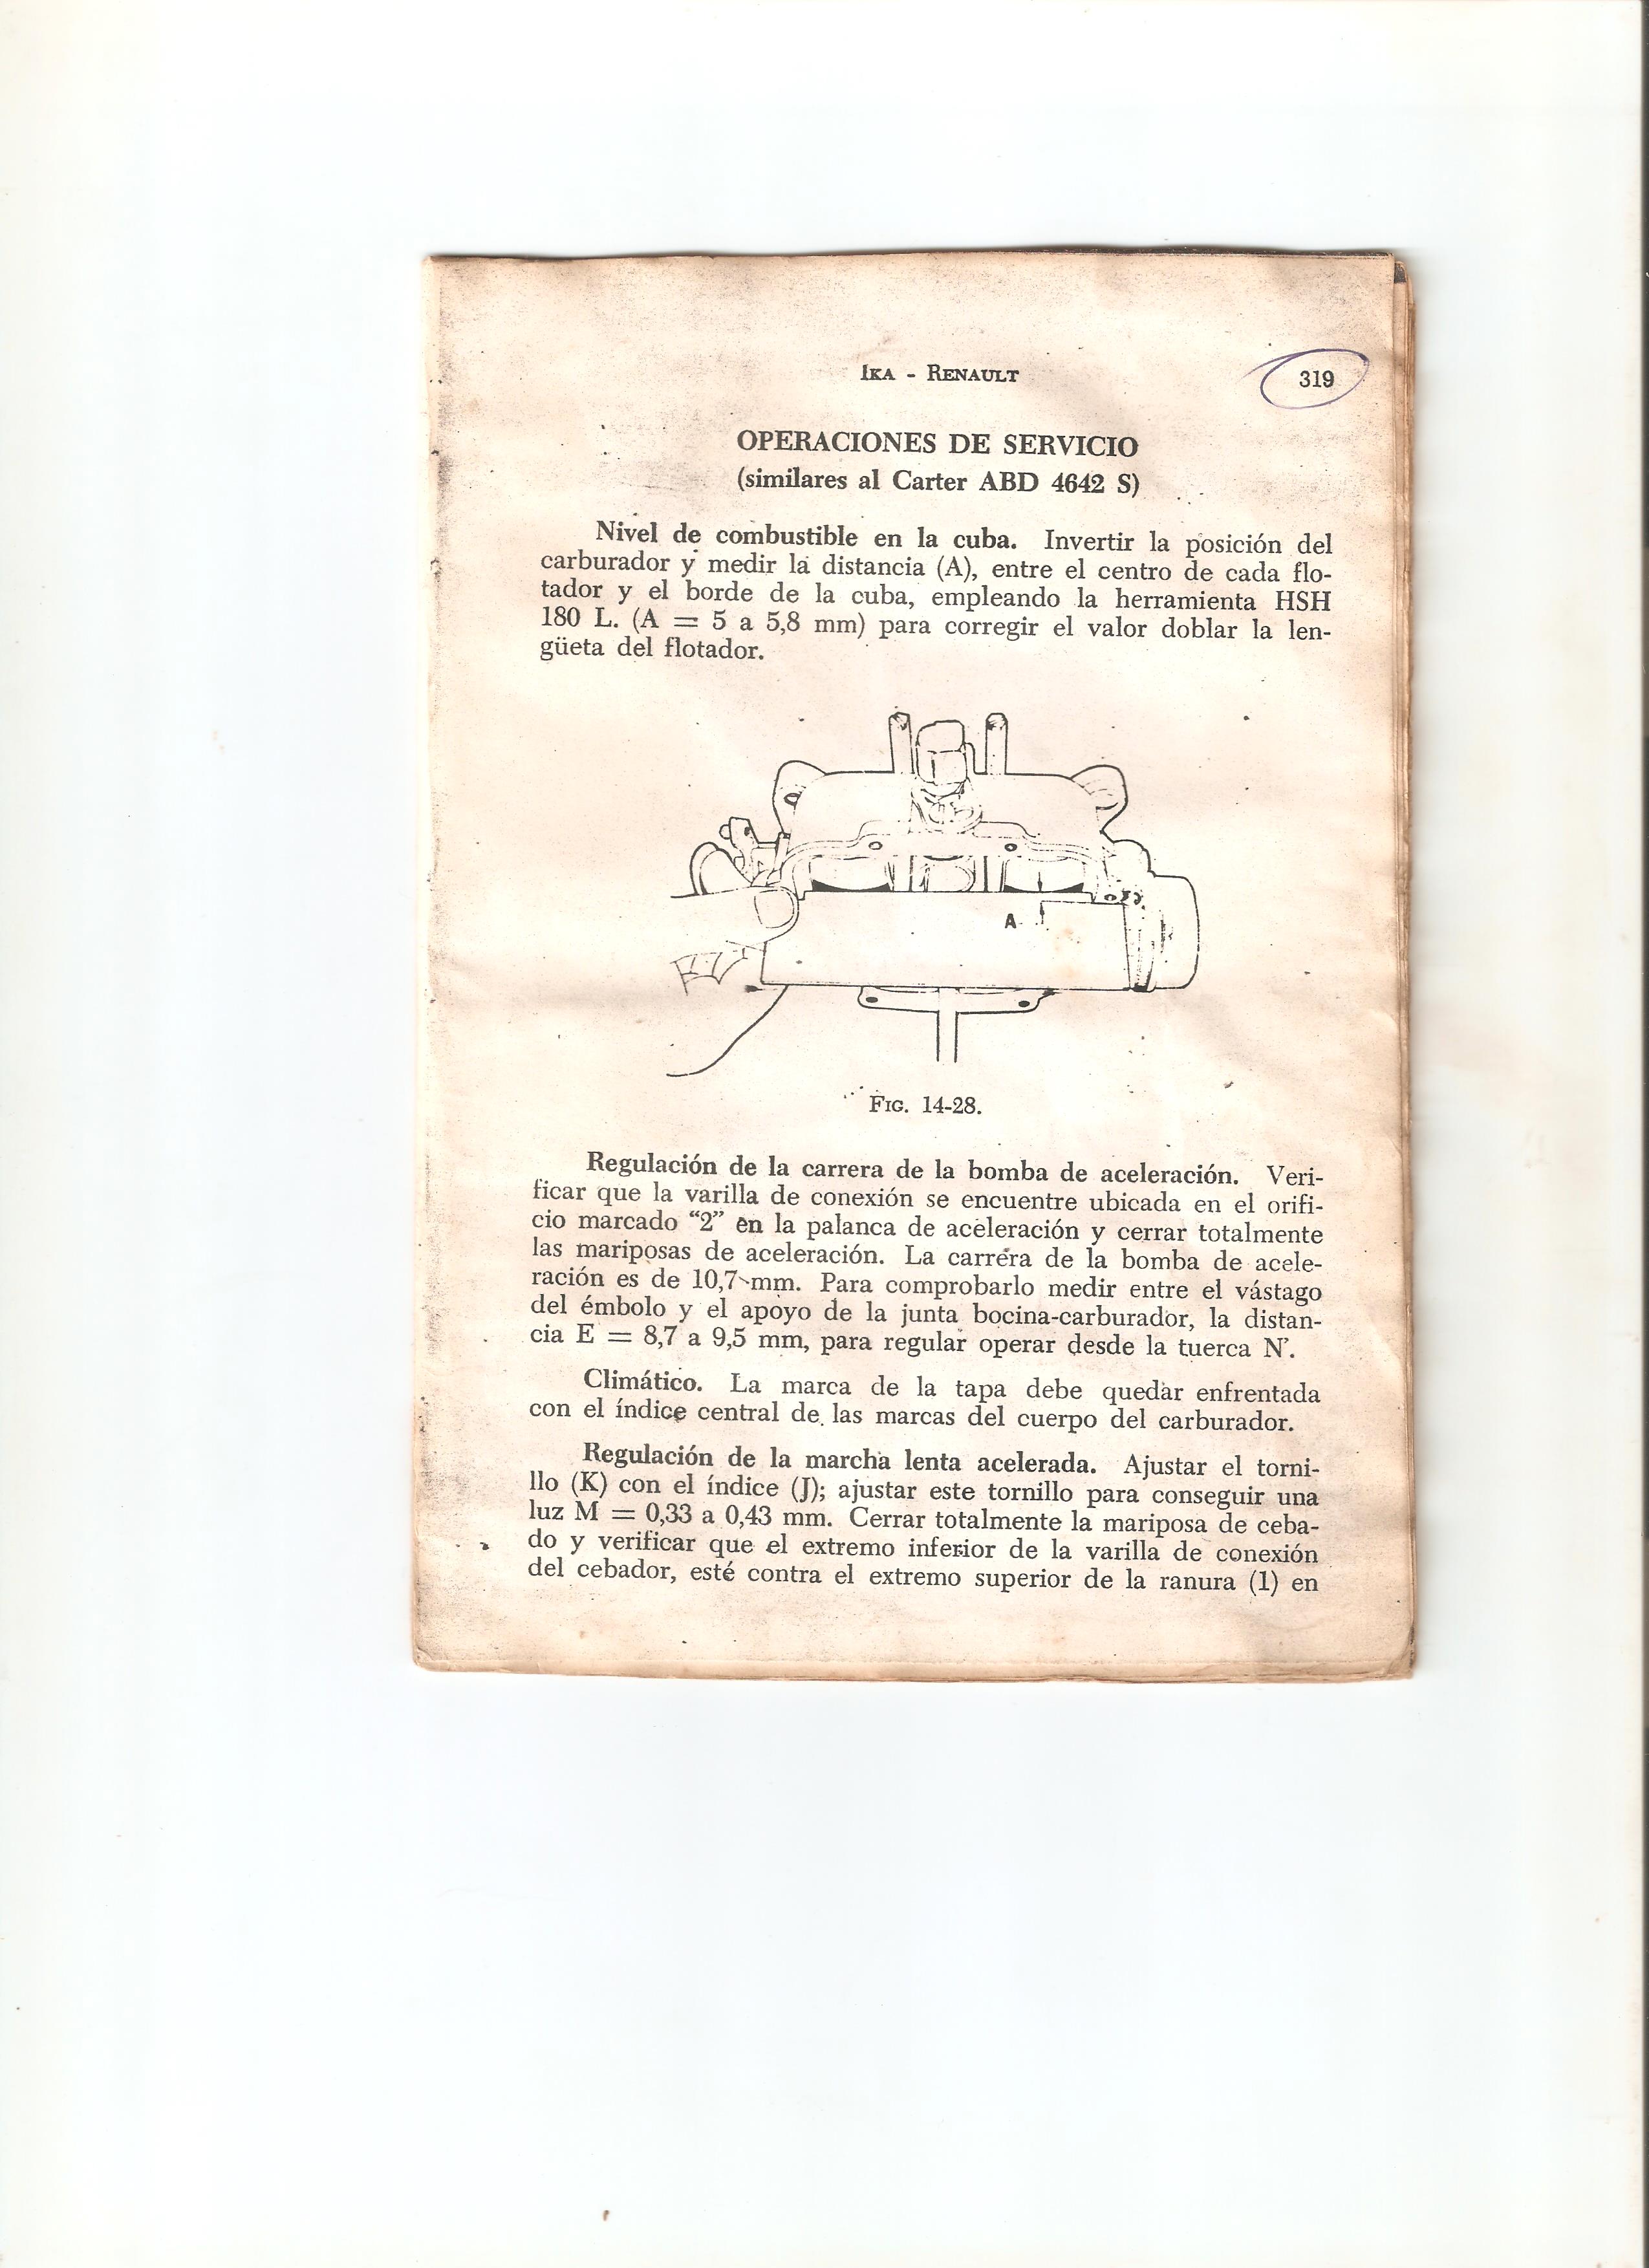 IKA - RENAULT
319
OPERACIONES DE SERVICIO
(similares al Carter ABD 4642 S)
Nivel de combustible en la cuba. Invertir la posición del
carburador y medir la distancia (A), entre el centro de cada flo-
tador y el borde de la cuba, empleando la herramienta HSH
180 L. (A = 5 a 5,8 mm) para corregir el valor doblar la len-
güeta del flotador.
A
FIG. 14-28.
Regulación de la carrera de la bomba de aceleración. Veri-
ficar que la varilla de conexión se encuentre ubicada en el orifi-
cio marcado “2” en la palanca de aceleración y cerrar totalmente
las mariposas de aceleración. La carrera de la bomba de acele-
ración es de 10,7 mm. Para comprobarlo medir entre el vástago
del émbolo y el apoyo de la junta bocina-carburador, la distan-
cia E = 8,7 a 9,5 mm, para regular operar desde la tuerca N'.
Climático. La marca de la tapa debe quedar enfrentada
con el índice central de las marcas del cuerpo del carburador.
Regulación de la marcha lenta acelerada. Ajustar el torni-
llo (K) con el índice (J); ajustar este tornillo para conseguir una
luz M = 0,33 a 0,43 mm. Cerrar totalmente la mariposa de ceba-
do y verificar que el extremo inferior de la varilla de conexión
del cebador, esté contra el extremo superior de la ranura (1) en